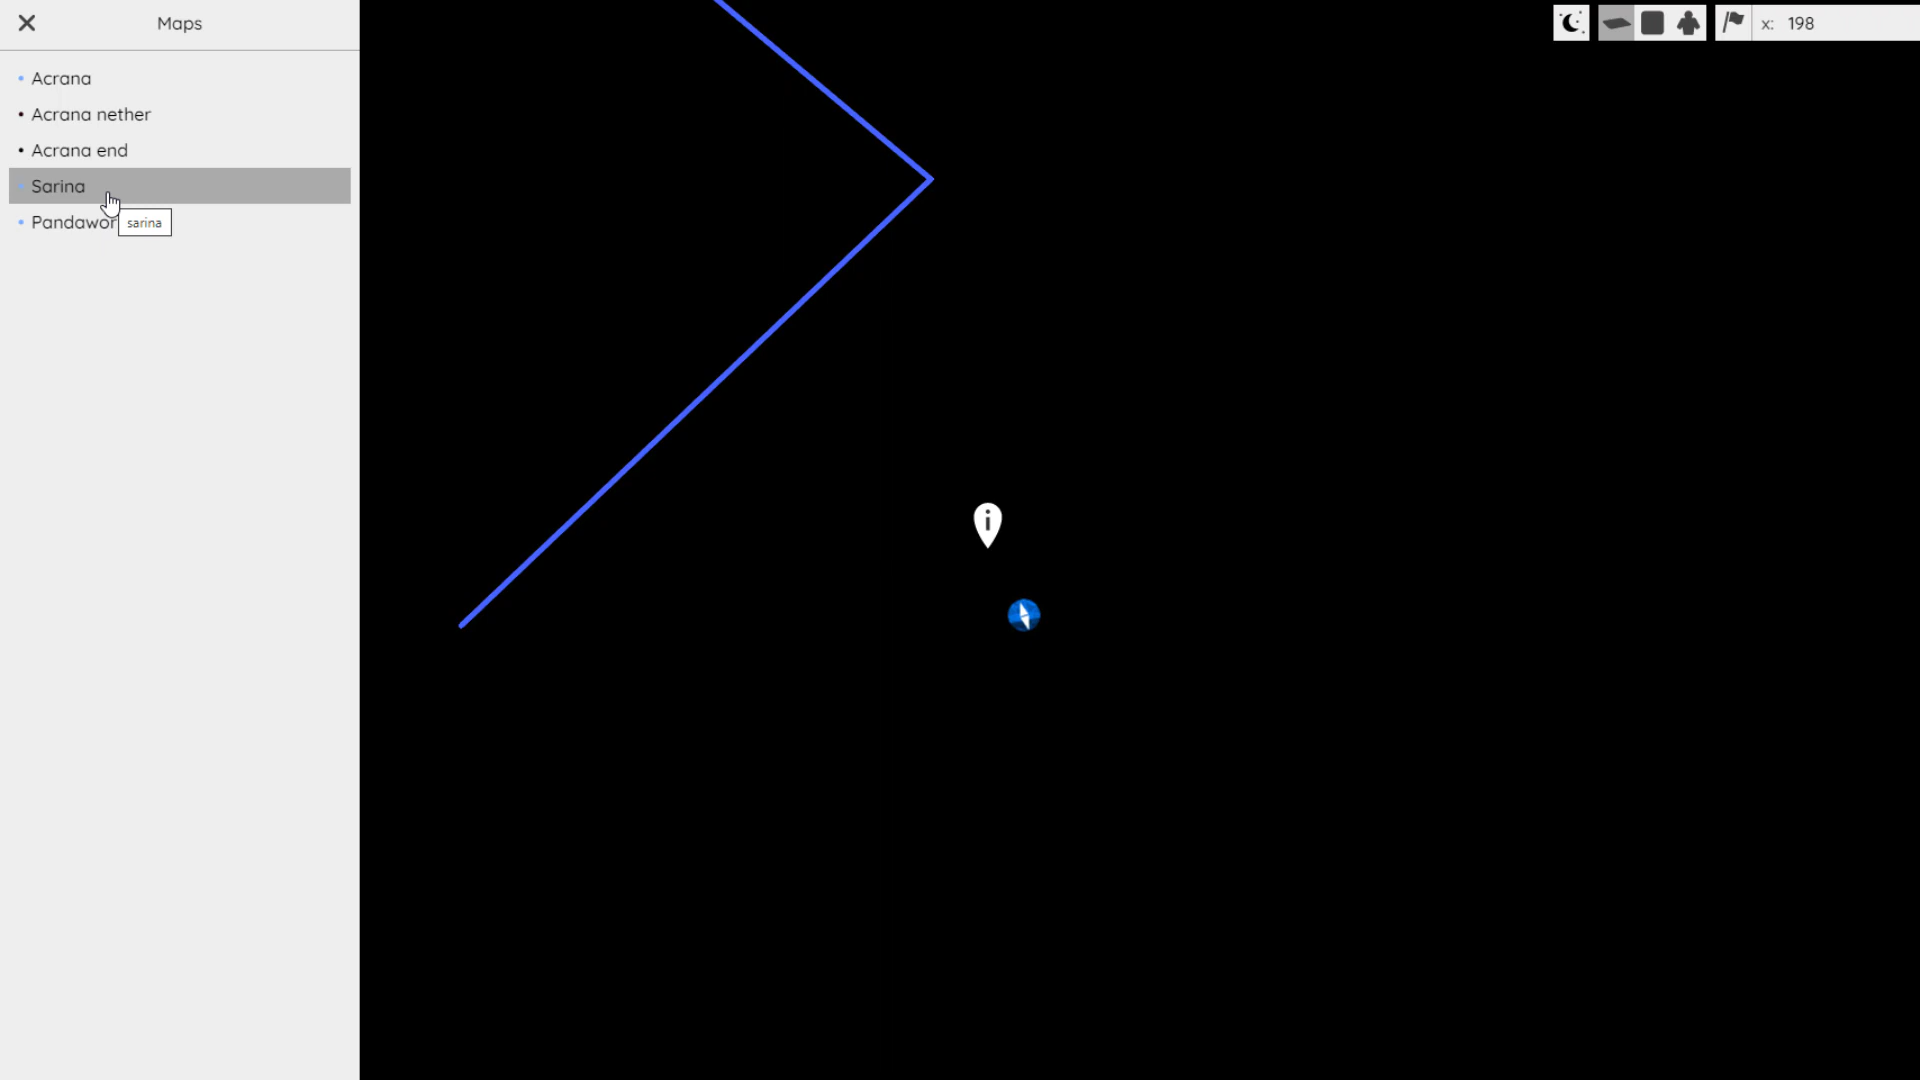 Maps
x: 198
Acrana
Acrana nether
Acrana end
Sarina
Pandawor
sarina
i